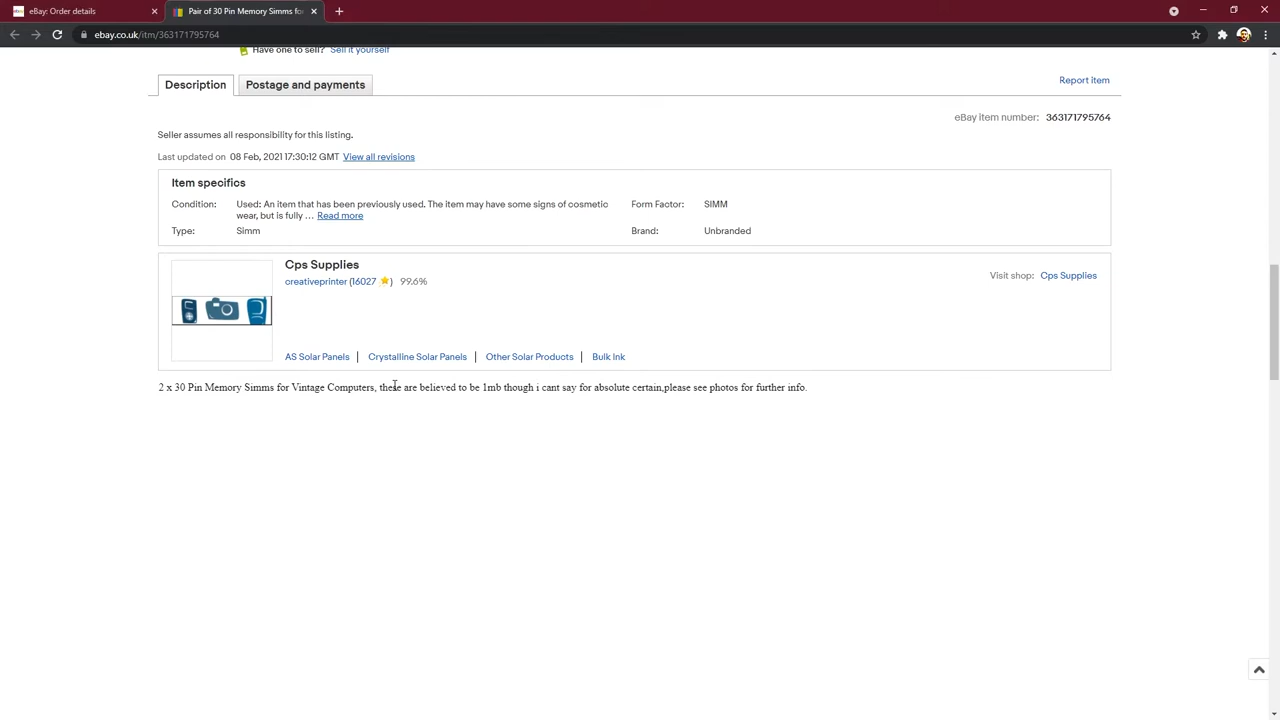 eBay: Order details
Pair of 30 Pin Memory Simms fo
ebay.co.uk/itm/363171795764
Have one to sell? Sell it yourself
Description
Postage and payments
Report item
eBay item number: 363171795764
Seller assumes all responsibility for this listing.
Last updated on 08 Feb, 2021 17:30:12 GMT View all revisions
Item specifics
Condition: Used: An item that has been previously used. The item may have some signs of cosmetic Form Factor: SIMM
wear, but is fully ... Read more
Type: Simm Brand: Unbranded
Cps Supplies
creativeprinter (16027 ) 99.6% Visit shop: Cps Supplies
AS Solar Panels | Crystalline Solar Panels | Other Solar Products | Bulk Ink
2 x 30 Pin Memory Simms for Vintage Computers, these are believed to be 1mb though i cant say for absolute certain,please see photos for further info.